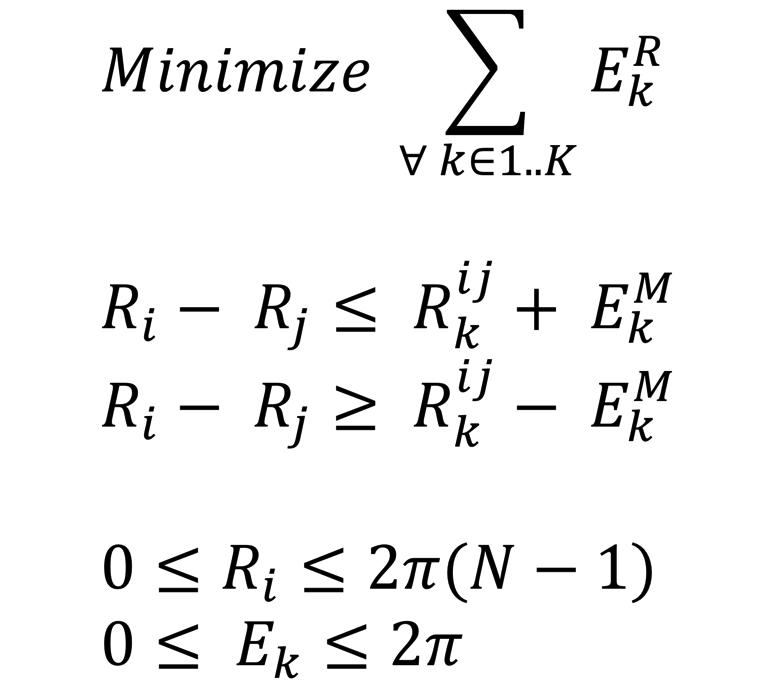 Minimize ∑_{∀ k∈1..K} E_k^R
R_i − R_j ≤ R_k^{ij} + E_k^M
R_i − R_j ≥ R_k^{ij} − E_k^M
0 ≤ R_i ≤ 2π(N − 1)
0 ≤ E_k ≤ 2π